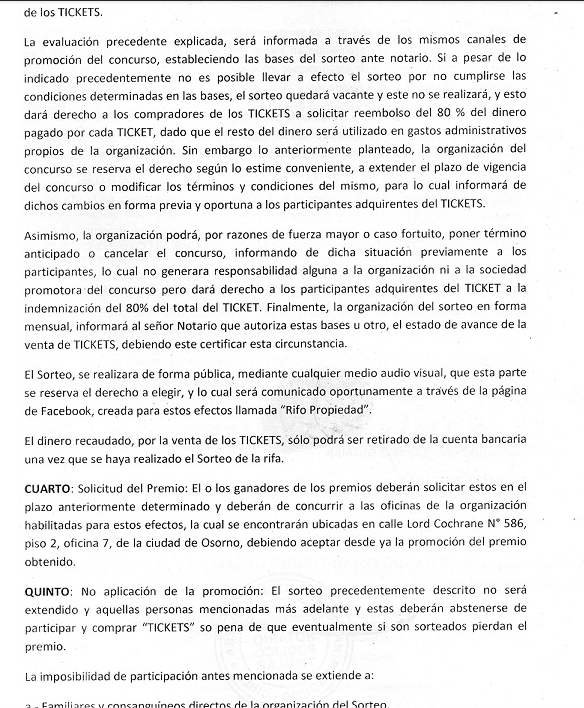 de los TICKETS.
La evaluación precedente explicada, será informada a través de los mismos canales de
promoción del concurso, estableciendo las bases del sorteo ante notario. Si a pesar de lo
indicado precedentemente no es posible llevar a efecto el sorteo por no cumplirse las
condiciones determinadas en las bases, el sorteo quedará vacante y este no se realizará, y esto
dará derecho a los compradores de los TICKETS a solicitar reembolso del 80 % del dinero
pagado por cada TICKET, dado que el resto del dinero será utilizado en gastos administrativos
propios de la organización. Sin embargo lo anteriormente planteado, la organización del
concurso se reserva el derecho según lo estime conveniente, a extender el plazo de vigencia
del concurso o modificar los términos y condiciones del mismo, para lo cual informará de
dichos cambios en forma previa y oportuna a los participantes adquirentes del TICKETS.
Asimismo, la organización podrá, por razones de fuerza mayor o caso fortuito, poner término
anticipado o cancelar el concurso, informando de dicha situación previamente a los
participantes, lo cual no generara responsabilidad alguna a la organización ni a la sociedad
promotora del concurso pero dará derecho a los participantes adquirentes del TICKET a la
indemnización del 80% del total del TICKET. Finalmente, la organización del sorteo en forma
mensual, informará al señor Notario que autoriza estas bases u otro, el estado de avance de la
venta de TICKETS, debiendo este certificar esta circunstancia.
El Sorteo, se realizara de forma pública, mediante cualquier medio audio visual, que esta parte
se reserva el derecho a elegir, y lo cual será comunicado oportunamente a través de la página
de Facebook, creada para estos efectos llamada “Rifo Propiedad”.
El dinero recaudado, por la venta de los TICKETS, sólo podrá ser retirado de la cuenta bancaria
una vez que se haya realizado el Sorteo de la rifa.
CUARTO: Solicitud del Premio: El o los ganadores de los premios deberán solicitar estos en el
plazo anteriormente determinado y deberán de concurrir a las oficinas de la organización
habilitadas para estos efectos, la cual se encontrarán ubicadas en calle Lord Cochrane N° 586,
piso 2, oficina 7, de la ciudad de Osorno, debiendo aceptar desde ya la promoción del premio
obtenido.
QUINTO: No aplicación de la promoción: El sorteo precedentemente descrito no será
extendido y aquellas personas mencionadas más adelante y estas deberán abstenerse de
participar y comprar “TICKETS” so pena de que eventualmente si son sorteados pierdan el
premio.
La imposibilidad de participación antes mencionada se extiende a:
a.- Familiares y consanguíneos directos de la organización del Sorteo.